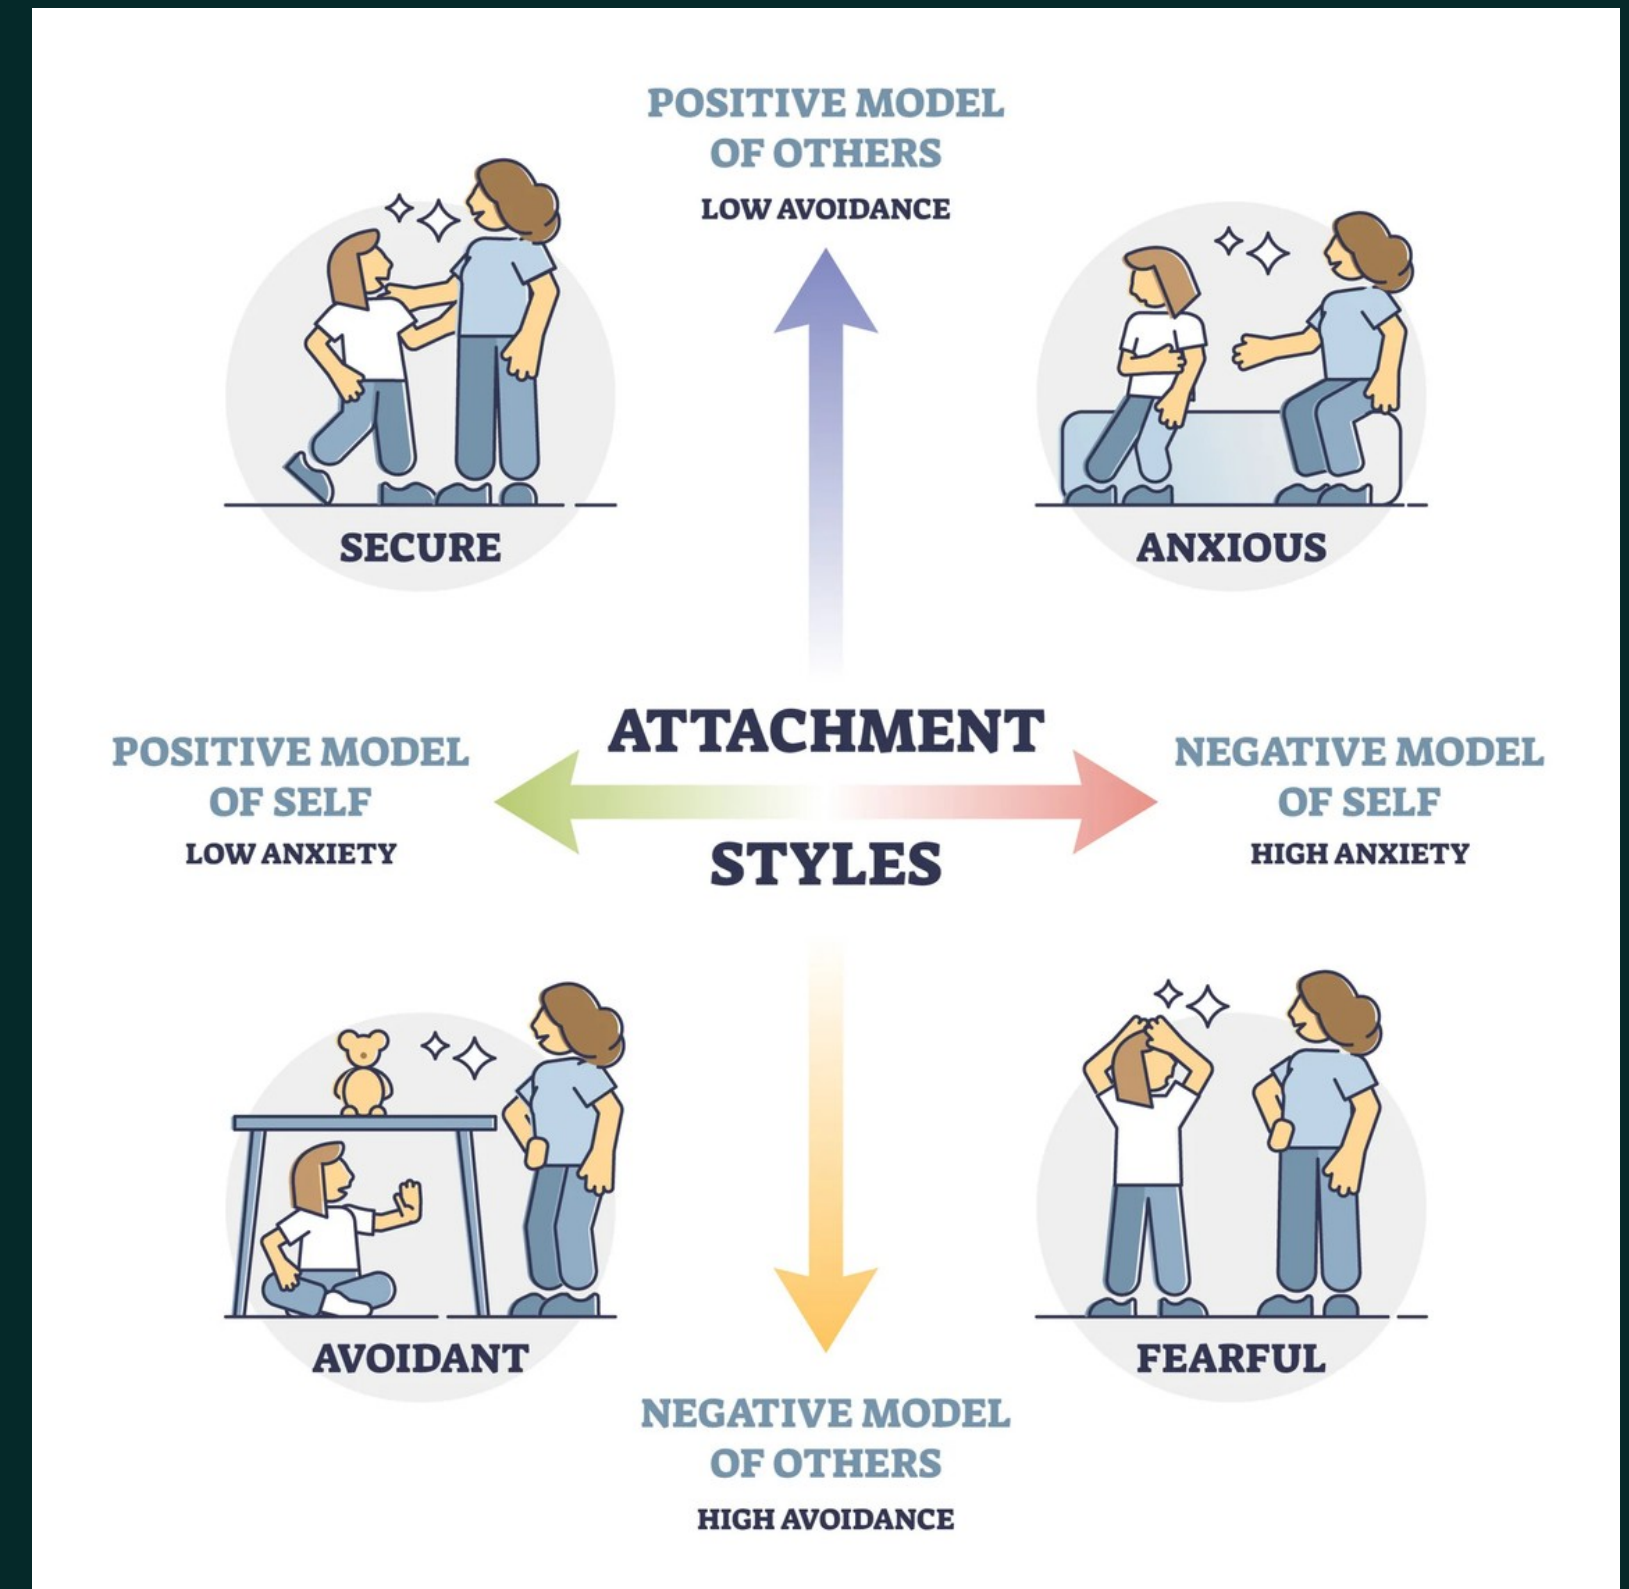 POSITIVE MODEL
OF OTHERS
LOW AVOIDANCE
SECURE
ANXIOUS
ATTACHMENT
STYLES
POSITIVE MODEL
OF SELF
LOW ANXIETY
NEGATIVE MODEL
OF SELF
HIGH ANXIETY
AVOIDANT
FEARFUL
NEGATIVE MODEL
OF OTHERS
HIGH AVOIDANCE